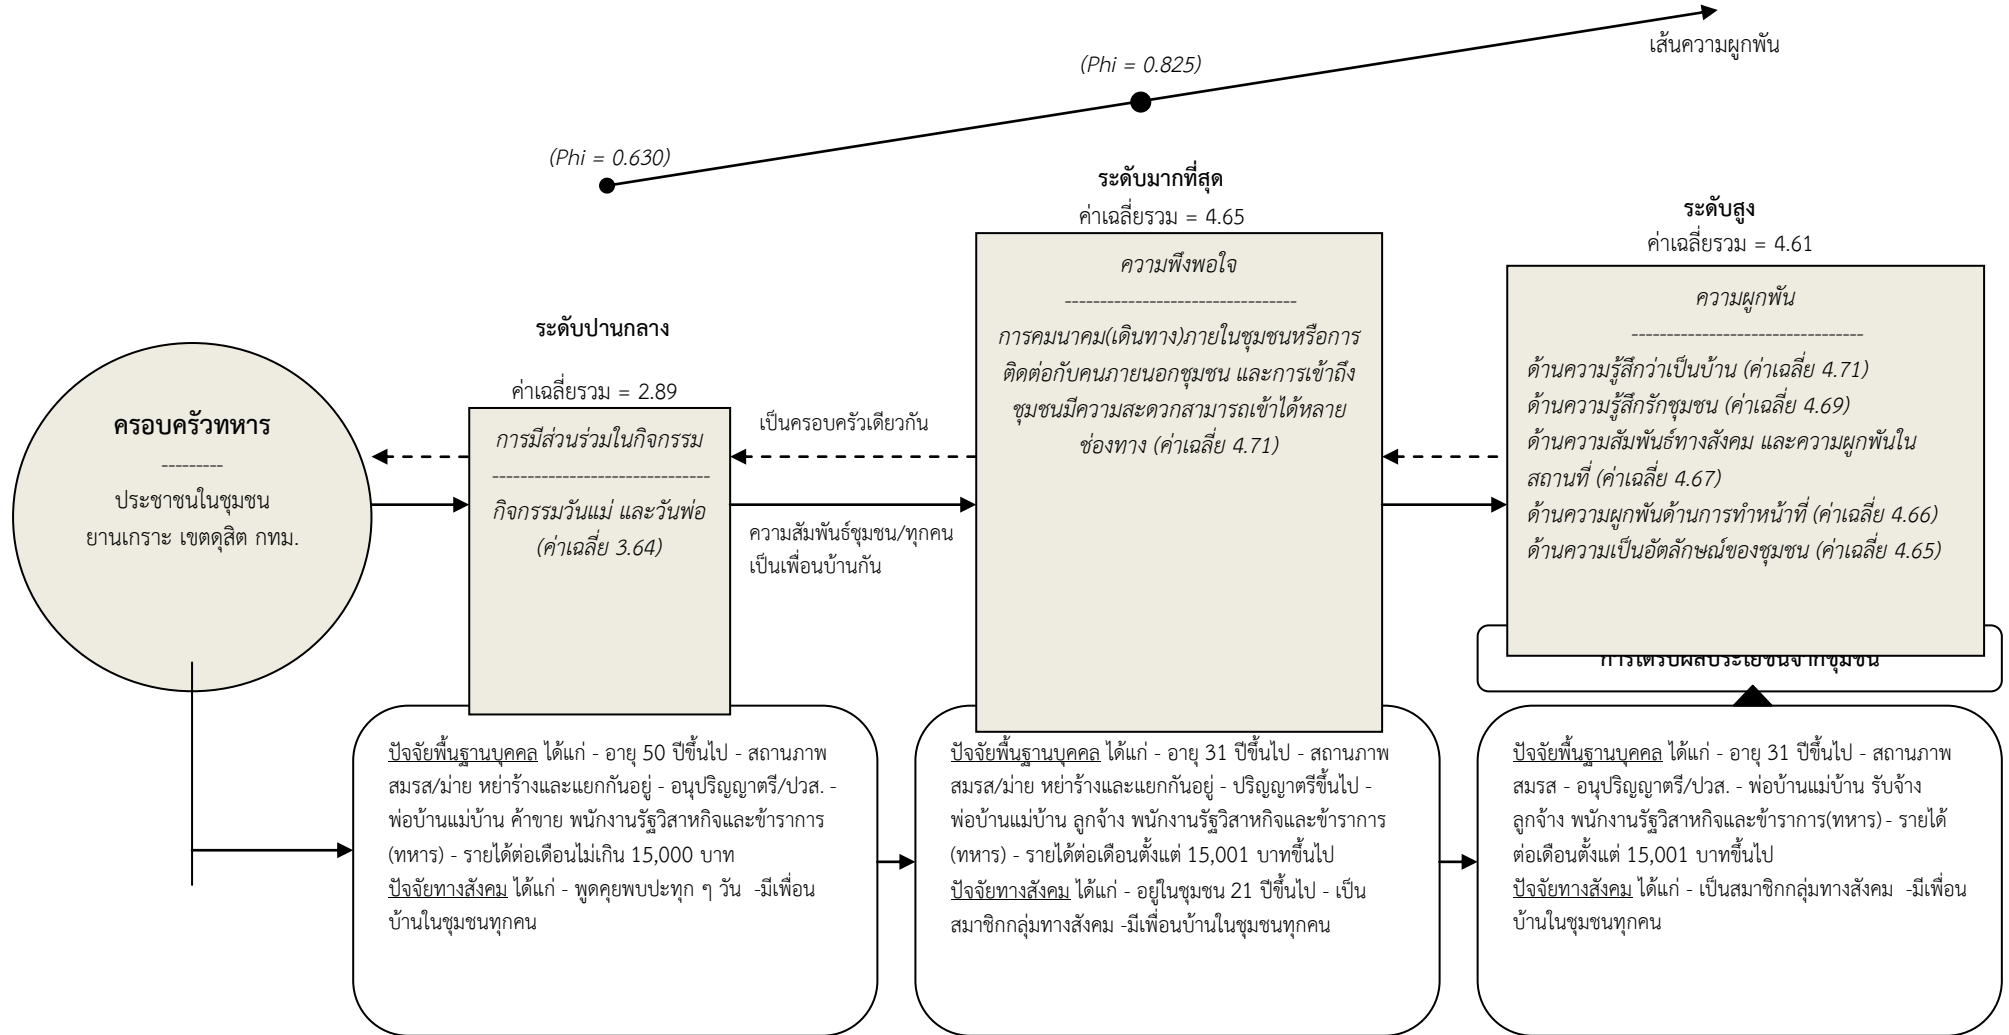 เส้นความผูกพัน
(Phi = 0.825)
(Phi = 0.630)
ระดับมากที่สุด
ค่าเฉลี่ยรวม = 4.65
ระดับสูง
ค่าเฉลี่ยรวม = 4.61
ระดับปานกลาง
ค่าเฉลี่ยรวม = 2.89
ครอบครัวทหาร
---------
ประชาชนในชุมชน
ยานเกราะ เขตดุสิต กทม.
การมีส่วนร่วมในกิจกรรม
-------------------------------
กิจกรรมวันแม่ และวันพ่อ
(ค่าเฉลี่ย 3.64)
เป็นครอบครัวเดียวกัน
ความสัมพันธ์ชุมชน/ทุกคน
เป็นเพื่อนบ้านกัน
ความพึงพอใจ
---------------------------------
การคมนาคม(เดินทาง)ภายในชุมชนหรือการ
ติดต่อกับคนภายนอกชุมชน และการเข้าถึง
ชุมชนมีความสะดวกสามารถเข้าได้หลาย
ช่องทาง (ค่าเฉลี่ย 4.71)
ความผูกพัน
---------------------------------
ด้านความรู้สึกว่าเป็นบ้าน (ค่าเฉลี่ย 4.71)
ด้านความรู้สึกรักชุมชน (ค่าเฉลี่ย 4.69)
ด้านความสัมพันธ์ทางสังคม และความผูกพันใน
สถานที่ (ค่าเฉลี่ย 4.67)
ด้านความผูกพันด้านการทำหน้าที่ (ค่าเฉลี่ย 4.66)
ด้านความเป็นอัตลักษณ์ของชุมชน (ค่าเฉลี่ย 4.65)
การได้รับผลประโยชน์จากชุมชน
ปัจจัยพื้นฐานบุคคล ได้แก่ - อายุ 50 ปีขึ้นไป - สถานภาพ
สมรส/ม่าย หย่าร้างและแยกกันอยู่ - อนุปริญญาตรี/ปวส. -
พ่อบ้านแม่บ้าน ค้าขาย พนักงานรัฐวิสาหกิจและข้าราการ
(ทหาร) - รายได้ต่อเดือนไม่เกิน 15,000 บาท
ปัจจัยทางสังคม ได้แก่ - พูดคุยพบปะทุก ๆ วัน -มีเพื่อน
บ้านในชุมชนทุกคน
ปัจจัยพื้นฐานบุคคล ได้แก่ - อายุ 31 ปีขึ้นไป - สถานภาพ
สมรส/ม่าย หย่าร้างและแยกกันอยู่ - ปริญญาตรีขึ้นไป -
พ่อบ้านแม่บ้าน ลูกจ้าง พนักงานรัฐวิสาหกิจและข้าราการ
(ทหาร) - รายได้ต่อเดือนตั้งแต่ 15,001 บาทขึ้นไป
ปัจจัยทางสังคม ได้แก่ - อยู่ในชุมชน 21 ปีขึ้นไป - เป็น
สมาชิกกลุ่มทางสังคม -มีเพื่อนบ้านในชุมชนทุกคน
ปัจจัยพื้นฐานบุคคล ได้แก่ - อายุ 31 ปีขึ้นไป - สถานภาพ
สมรส - อนุปริญญาตรี/ปวส. - พ่อบ้านแม่บ้าน รับจ้าง
ลูกจ้าง พนักงานรัฐวิสาหกิจและข้าราการ(ทหาร) - รายได้
ต่อเดือนตั้งแต่ 15,001 บาทขึ้นไป
ปัจจัยทางสังคม ได้แก่ - เป็นสมาชิกกลุ่มทางสังคม -มีเพื่อน
บ้านในชุมชนทุกคน